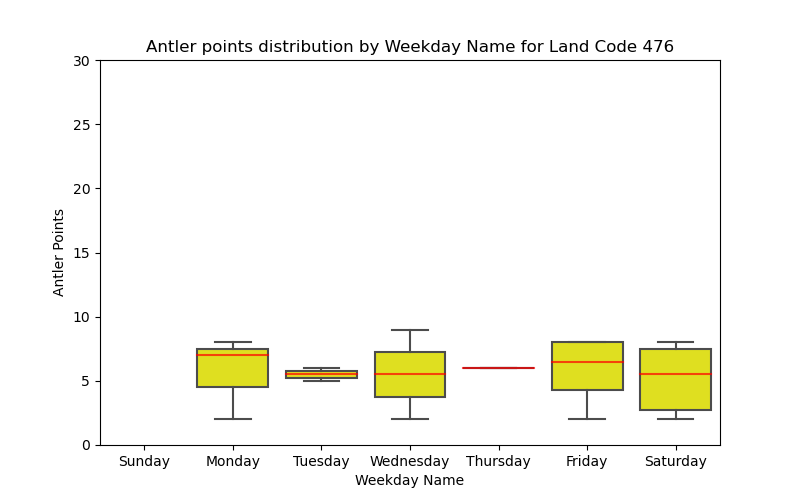 Antler points distribution by Weekday Name for Land Code 476
30
25
20
15
10
5
0
Antler Points
Sunday Monday Tuesday Wednesday Thursday Friday Saturday
Weekday Name